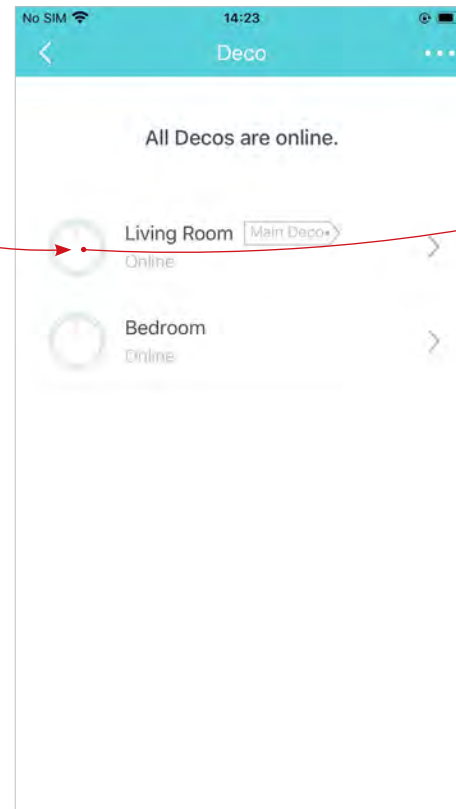 No SIM 14:23
Deco
All Decos are online.
Living Room Main Deco
Online
Bedroom
Online